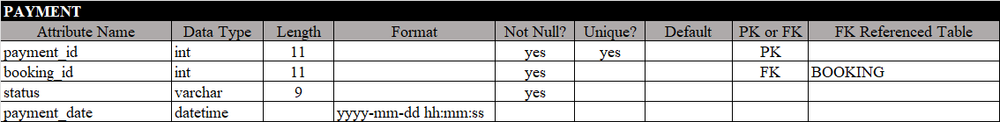 PAYMENT
Attribute Name Data Type Length Format Not Null? Unique? Default PK or FK FK Referenced Table
payment_id int 11 yes yes PK
booking_id int 11 yes FK BOOKING
status varchar 9 yes
payment_date datetime yyyy-mm-dd hh:mm:ss